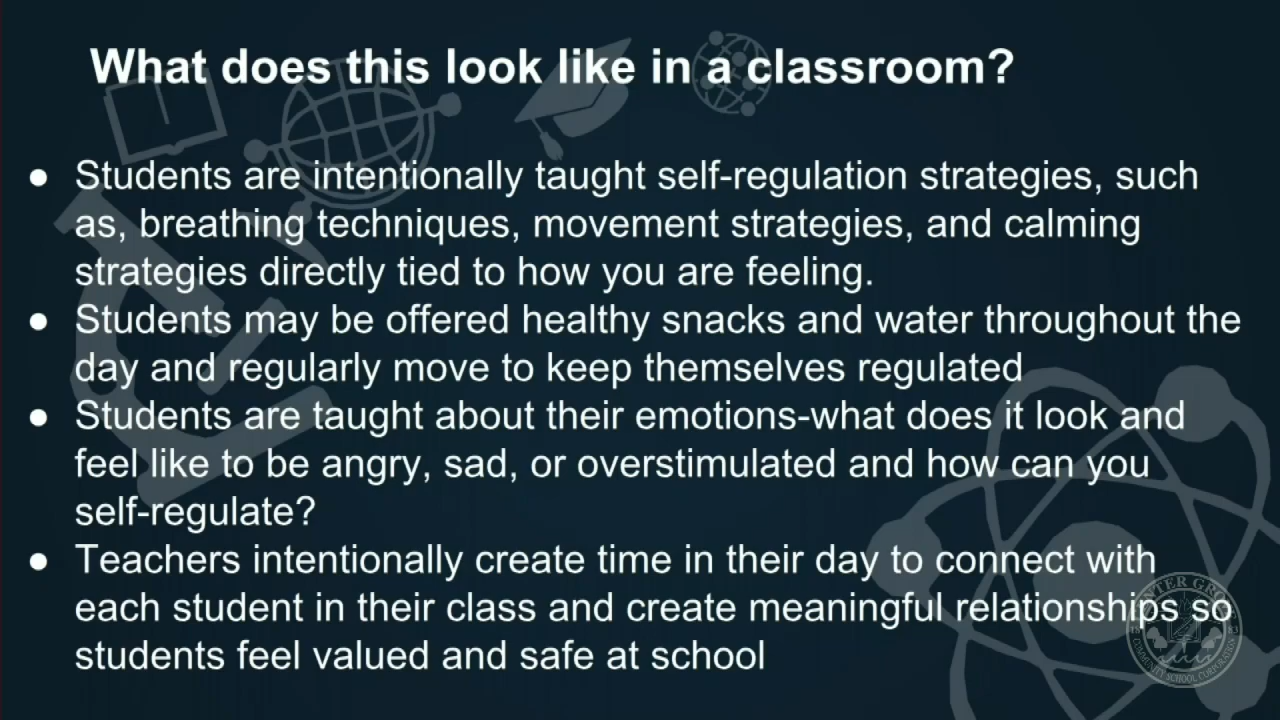 What does this look like in a classroom?
● Students are intentionally taught self-regulation strategies, such
as, breathing techniques, movement strategies, and calming
strategies directly tied to how you are feeling.
● Students may be offered healthy snacks and water throughout the
day and regularly move to keep themselves regulated
● Students are taught about their emotions-what does it look and
feel like to be angry, sad, or overstimulated and how can you
self-regulate?
● Teachers intentionally create time in their day to connect with
each student in their class and create meaningful relationships so
students feel valued and safe at school
COMMUNITY SCHOOL CORPORATION